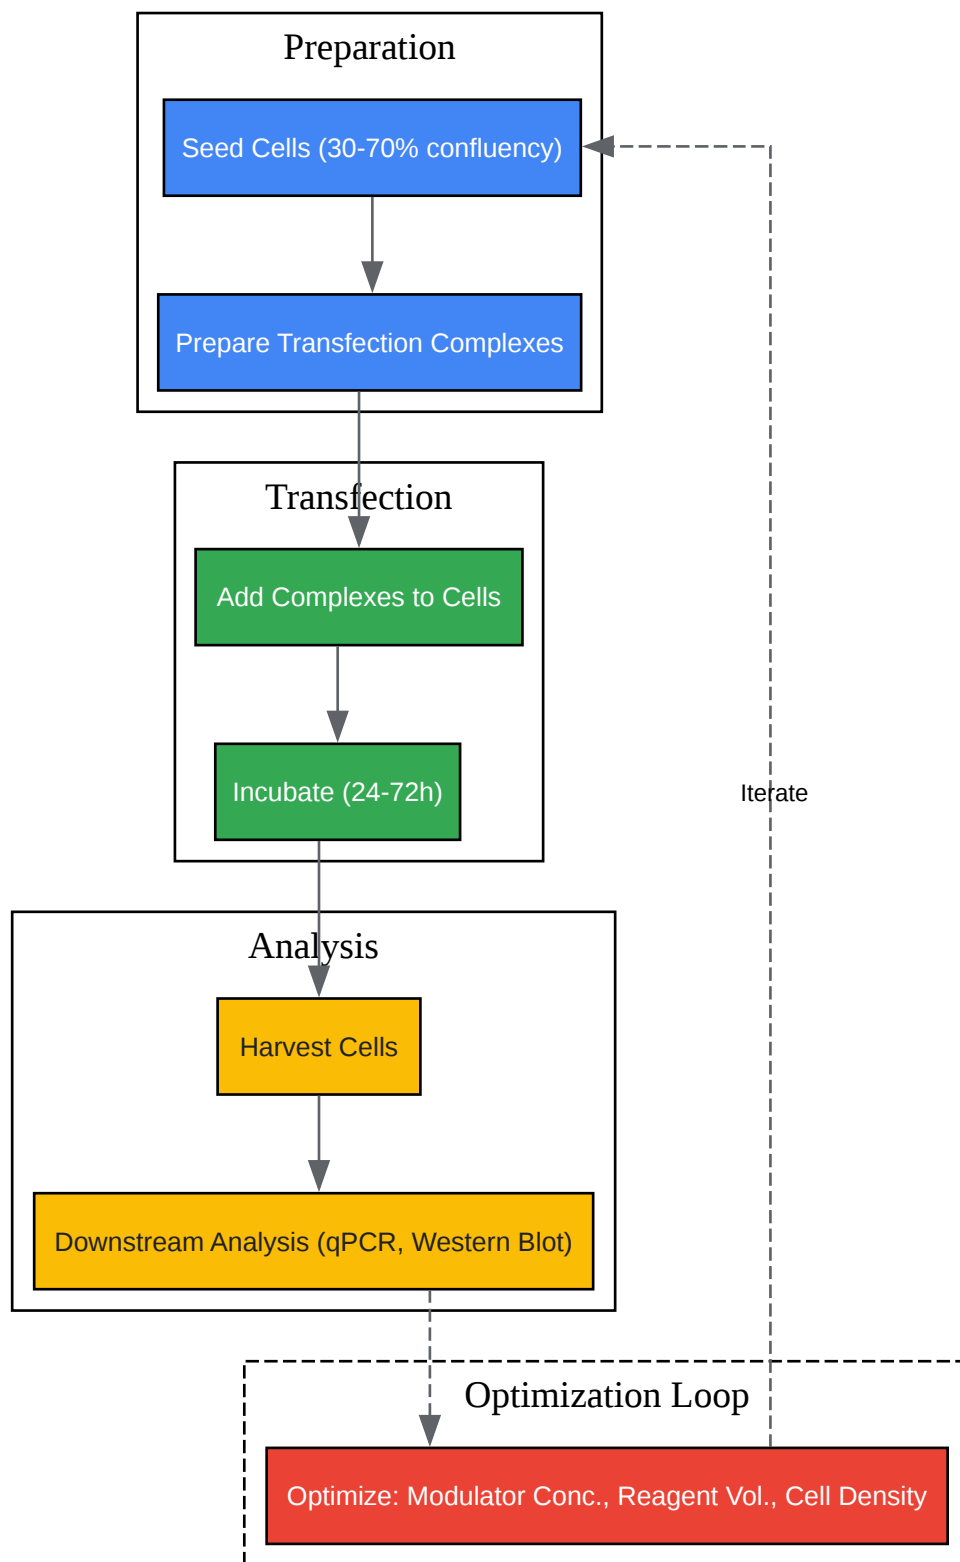 Preparation
Seed Cells (30-70% confluency)
Prepare Transfection Complexes
Transfection
Add Complexes to Cells
Incubate (24-72h)
Iterate
Analysis
Harvest Cells
Downstream Analysis (qPCR, Western Blot)
Optimization Loop
Optimize: Modulator Conc., Reagent Vol., Cell Density